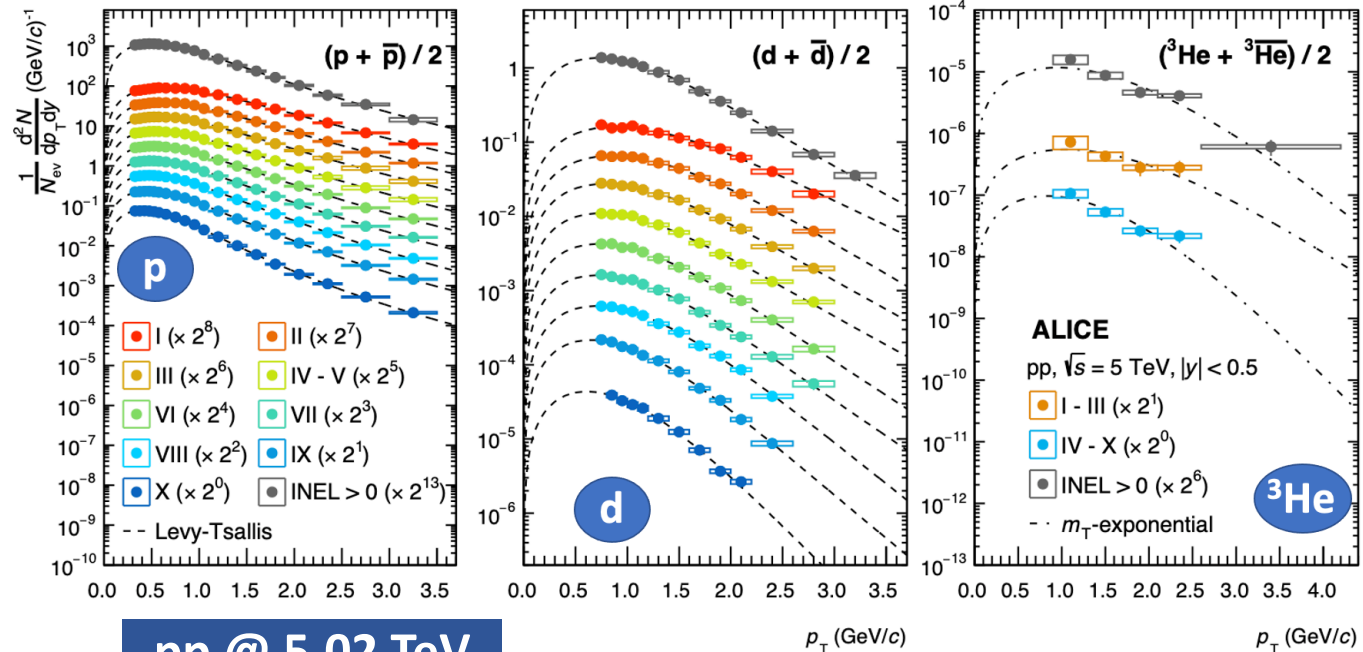 1/N_ev d²N/dp_T dy (GeV/c)⁻¹
10³
10²
10
1
10⁻¹
10⁻²
10⁻³
10⁻⁴
10⁻⁵
10⁻⁶
10⁻⁷
10⁻⁸
10⁻⁹
10⁻¹⁰
(p + p̅) / 2
p
I (× 2⁸) II (× 2⁷)
III (× 2⁶) IV - V (× 2⁵)
VI (× 2⁴) VII (× 2³)
VIII (× 2²) IX (× 2¹)
X (× 2⁰) INEL > 0 (× 2¹³)
Levy-Tsallis
0.0 0.5 1.0 1.5 2.0 2.5 3.0 3.5
1
10⁻¹
10⁻²
10⁻³
10⁻⁴
10⁻⁵
10⁻⁶
(d + d̅) / 2
d
0.0 0.5 1.0 1.5 2.0 2.5 3.0 3.5
p_T (GeV/c)
10⁻⁴
10⁻⁵
10⁻⁶
10⁻⁷
10⁻⁸
10⁻⁹
10⁻¹⁰
10⁻¹¹
10⁻¹²
10⁻¹³
(³He + ³H̅e̅) / 2
ALICE
pp, √s = 5 TeV, |y| < 0.5
I - III (× 2¹)
IV - X (× 2⁰)
INEL > 0 (× 2⁶)
m_T-exponential
³He
0.0 0.5 1.0 1.5 2.0 2.5 3.0 3.5 4.0
p_T (GeV/c)
pp @ 5.02 TeV